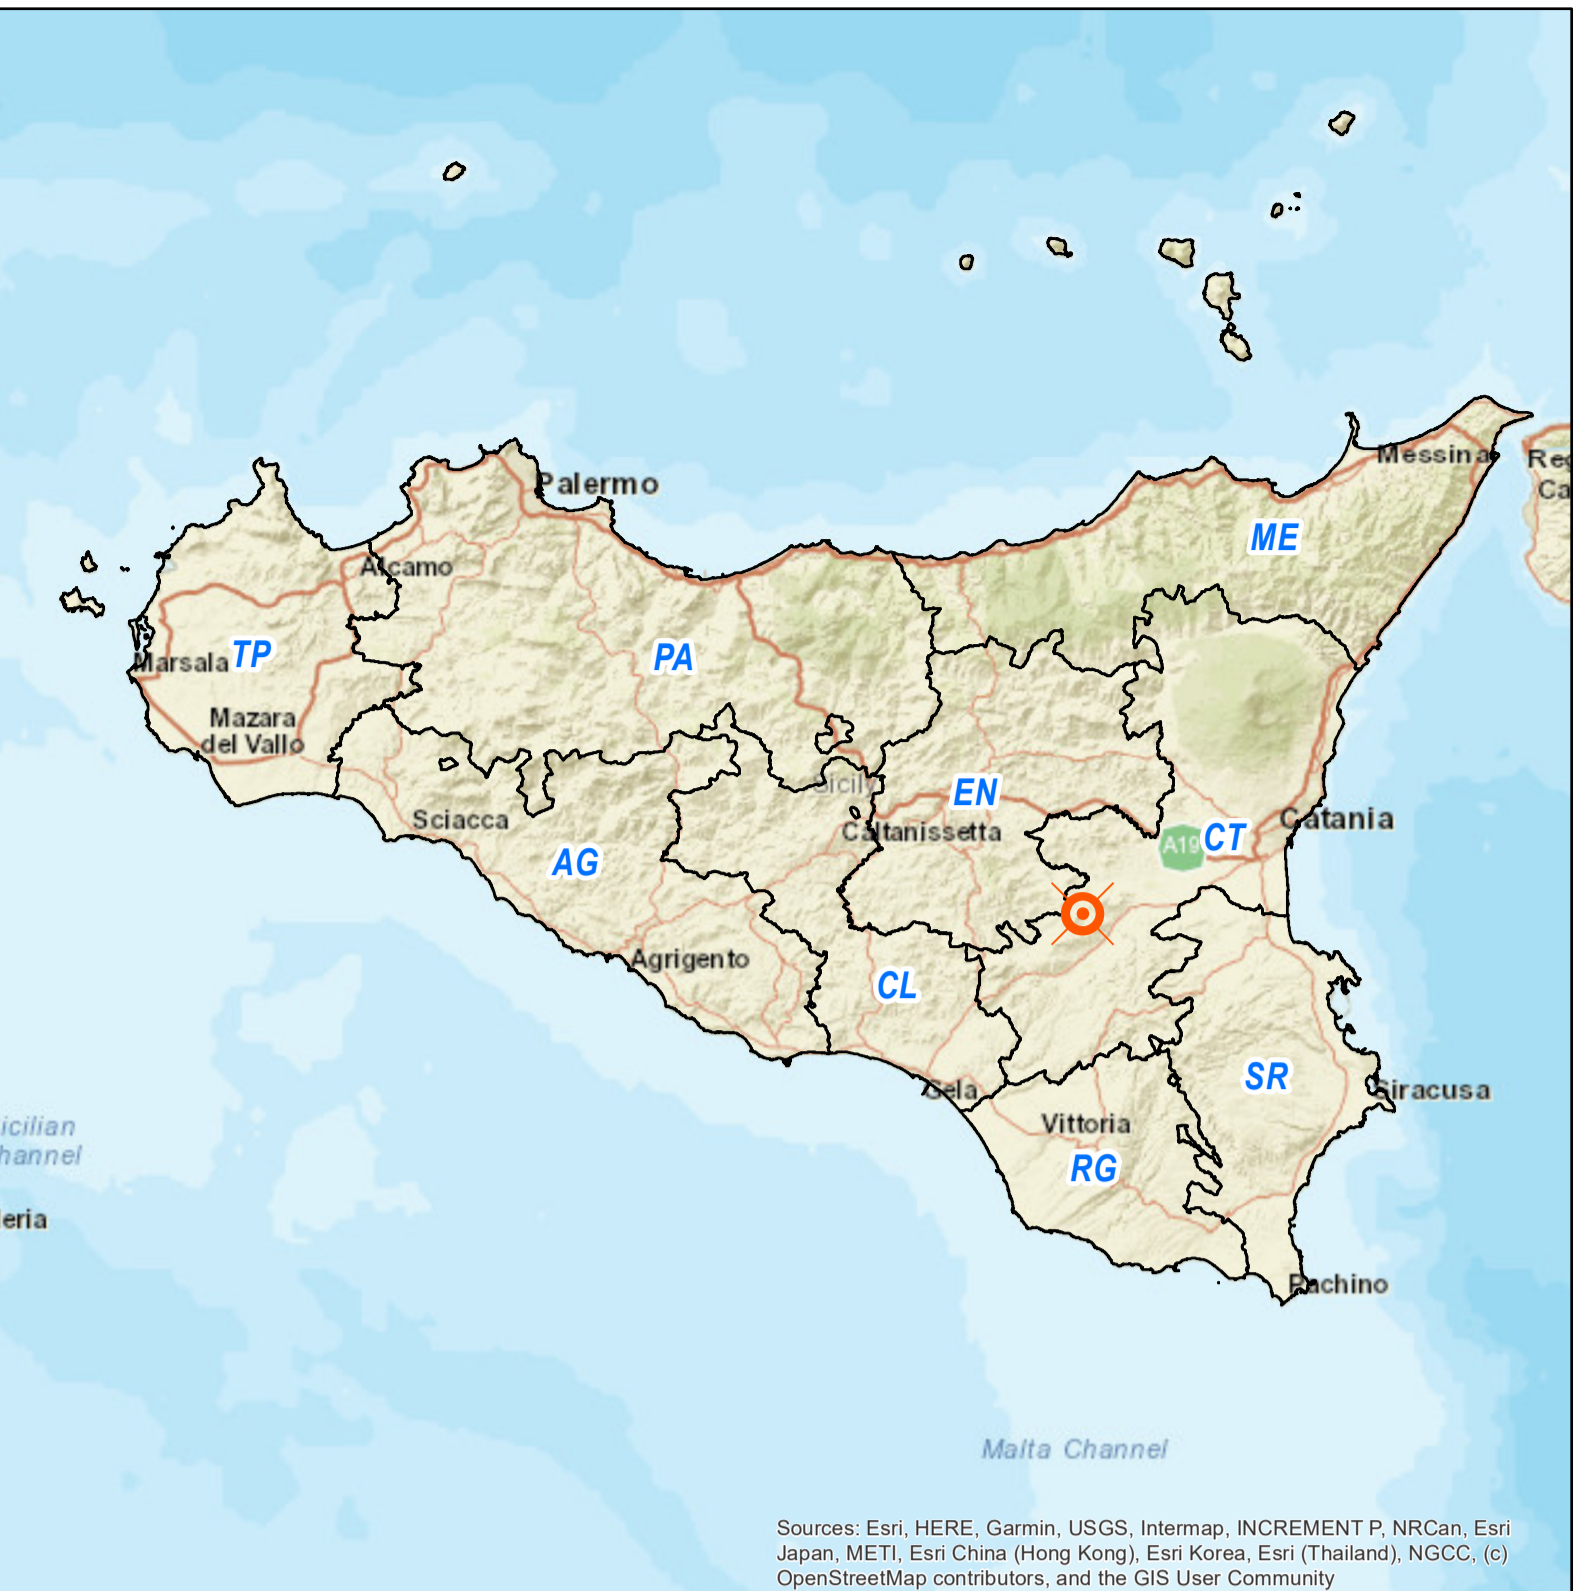 Messina
Reg
Ca
Palermo
ME
Alcamo
TP
Marsala
PA
Mazara
del Vallo
Sicily
EN
Sciacca
Caltanissetta
Catania
A19
CT
AG
Agrigento
CL
SR
Gela
Siracusa
Vittoria
icilian
hannel
RG
leria
Pachino
Malta Channel
Sources: Esri, HERE, Garmin, USGS, Intermap, INCREMENT P, NRCan, Esri
Japan, METI, Esri China (Hong Kong), Esri Korea, Esri (Thailand), NGCC, (c)
OpenStreetMap contributors, and the GIS User Community